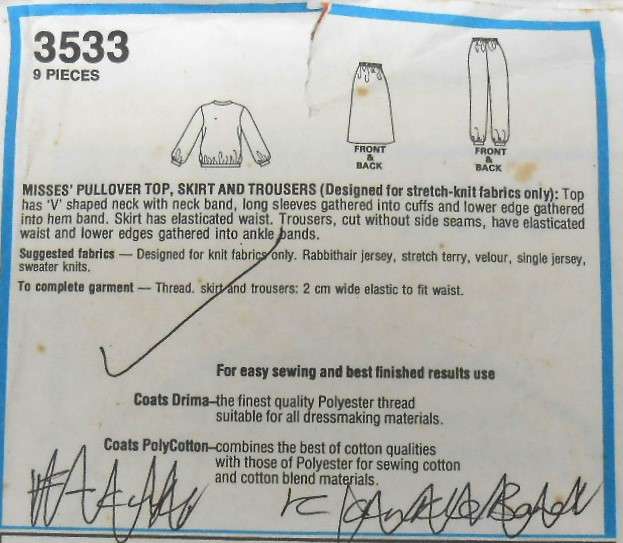 3533
9 PIECES
FRONT
&
BACK
FRONT
&
BACK
MISSES' PULLOVER TOP, SKIRT AND TROUSERS (Designed for stretch-knit fabrics only): Top
has 'V' shaped neck with neck band, long sleeves gathered into cuffs and lower edge gathered
into hem band. Skirt has elasticated waist. Trousers, cut without side seams, have elasticated
waist and lower edges gathered into ankle bands.
Suggested fabrics — Designed for knit fabrics only. Rabbithair jersey, stretch terry, velour, single jersey,
sweater knits.
To complete garment — Thread. skirt and trousers: 2 cm wide elastic to fit waist.
For easy sewing and best finished results use
Coats Drima–the finest quality Polyester thread
suitable for all dressmaking materials.
Coats PolyCotton–combines the best of cotton qualities
with those of Polyester for sewing cotton
and cotton blend materials.